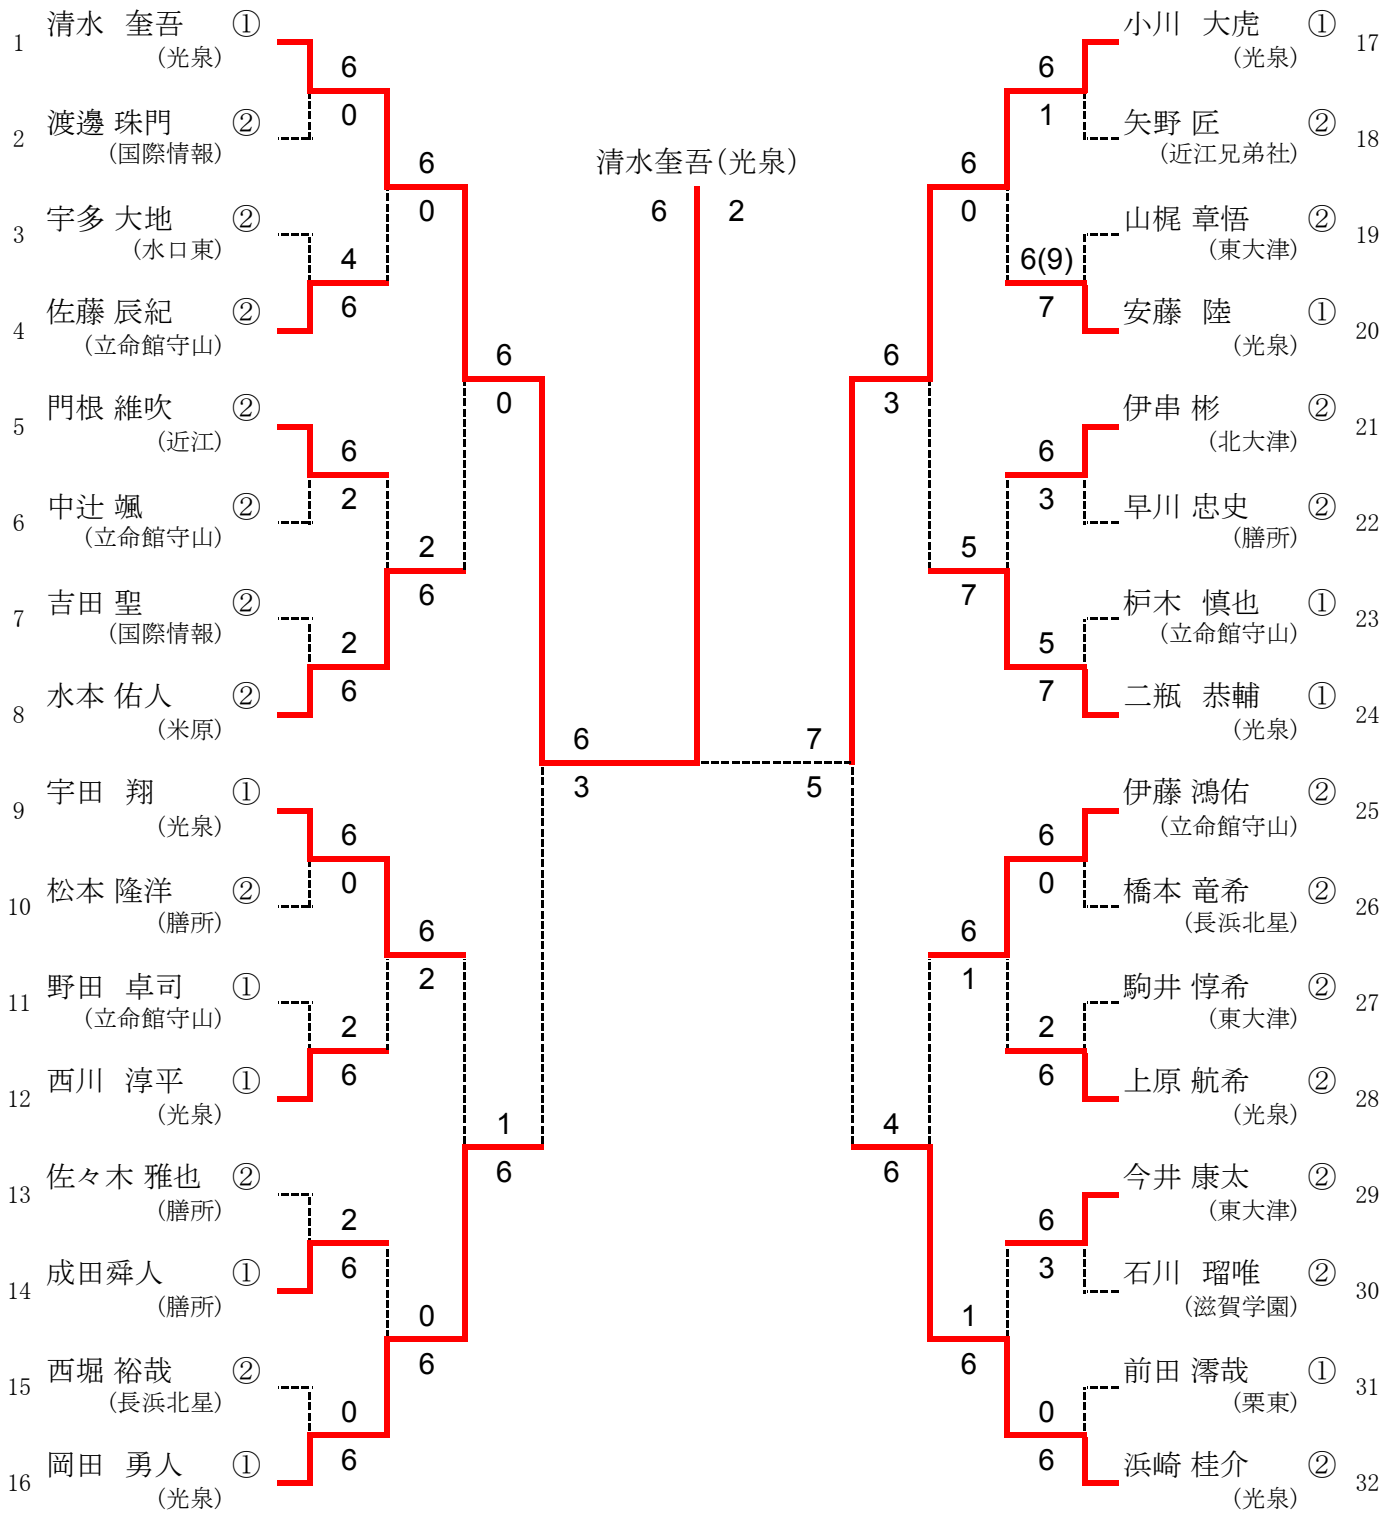 清水 奎吾 ①
1 (光泉)
6
0
渡邊 珠門 ②
2 (国際情報)
6
0
宇多 大地 ②
3 (水口東)
4
6
佐藤 辰紀 ②
4 (立命館守山)
6
0
門根 維吹 ②
5 (近江)
6
2
中辻 颯 ②
6 (立命館守山)
2
6
吉田 聖 ②
7 (国際情報)
2
6
水本 佑人 ②
8 (米原)
6
3
宇田 翔 ①
9 (光泉)
6
0
松本 隆洋 ②
10 (膳所)
6
2
野田 卓司 ①
11 (立命館守山)
2
6
西川 淳平 ①
12 (光泉)
1
6
佐々木 雅也 ②
13 (膳所)
2
6
成田舜人 ①
14 (膳所)
0
6
西堀 裕哉 ②
15 (長浜北星)
0
6
岡田 勇人 ①
16 (光泉)
清水奎吾(光泉)
6 2
小川 大虎 ①
(光泉) 17
6
1
矢野 匠 ②
(近江兄弟社) 18
6
0
山梶 章悟 ②
(東大津) 19
6(9)
7
安藤 陸 ①
(光泉) 20
6
3
伊串 彬 ②
(北大津) 21
6
3
早川 忠史 ②
(膳所) 22
5
7
枦木 慎也 ①
(立命館守山) 23
5
7
二瓶 恭輔 ①
(光泉) 24
7
5
伊藤 鴻佑 ②
(立命館守山) 25
6
0
橋本 竜希 ②
(長浜北星) 26
6
1
駒井 惇希 ②
(東大津) 27
2
6
上原 航希 ②
(光泉) 28
4
6
今井 康太 ②
(東大津) 29
6
3
石川 瑠唯 ②
(滋賀学園) 30
1
6
前田 澪哉 ①
(栗東) 31
0
6
浜崎 桂介 ②
(光泉) 32